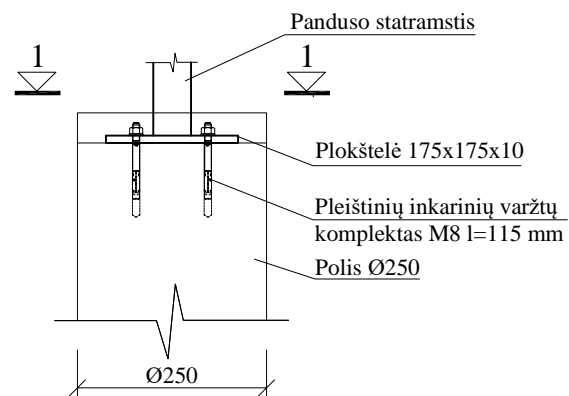 Panduso statramstis
1
1
Plokštelė 175x175x10
Pleištinių inkarinių varžtų
komplektas M8 l=115 mm
Polis Ø250
Ø250